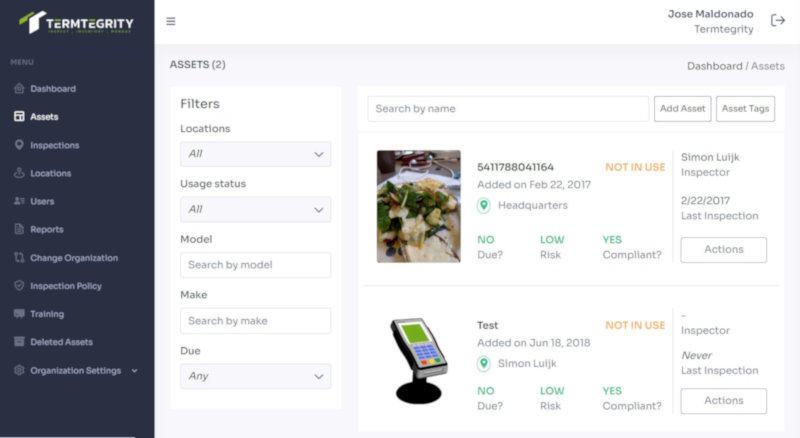 TERMTEGRITY
INSPECT . INVENTORY . MANAGE
Jose Maldonado
Termtegrity
MENU
Dashboard
Assets
Inspections
Locations
Users
Reports
Change Organization
Inspection Policy
Training
Deleted Assets
Organization Settings
ASSETS (2)
Dashboard / Assets
Filters
Locations
All
Usage status
All
Model
Search by model
Make
Search by make
Due
Any
Search by name
Add Asset
Asset Tags
5411788041164
NOT IN USE
Added on Feb 22, 2017
Headquarters
NO
LOW
YES
Due?
Risk
Compliant?
Simon Luijk
Inspector
2/22/2017
Last Inspection
Actions
Test
NOT IN USE
Added on Jun 18, 2018
Simon Luijk
NO
LOW
YES
Due?
Risk
Compliant?
-
Inspector
Never
Last Inspection
Actions